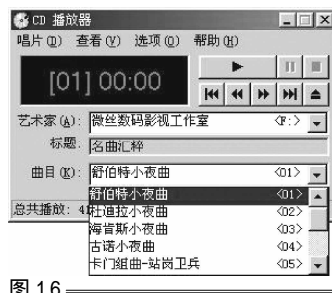 CD 播放器
唱片(D) 查看(V) 选项(O) 帮助(H)
[01] 00:00
艺术家(A): 微丝数码影视工作室 <F:>
标题: 名曲汇粹
曲目(K): 舒伯特小夜曲 <01>
舒伯特小夜曲 <01>
杜迪拉小夜曲 <02>
海肯斯小夜曲 <03>
古诺小夜曲 <04>
卡门组曲-站岗卫兵 <05>
总共播放: 41
图 16